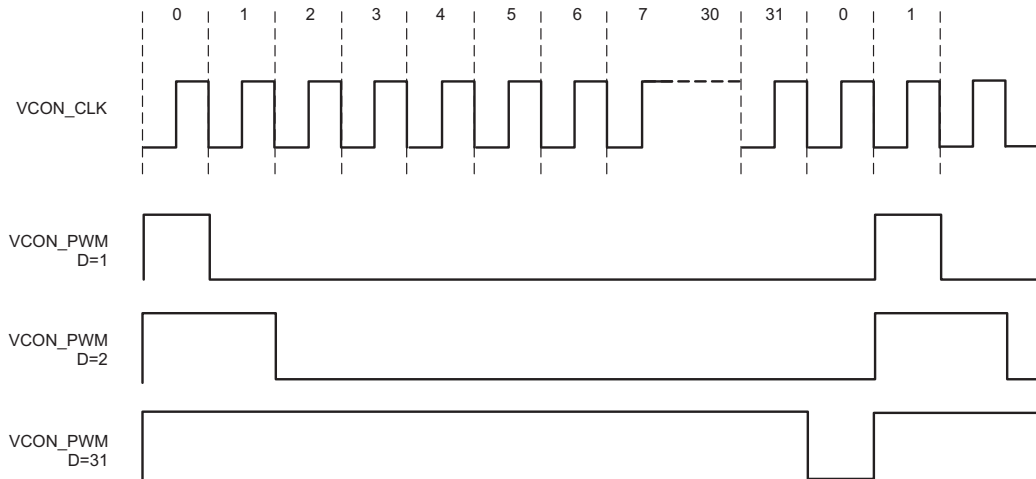 0 1 2 3 4 5 6 7 30 31 0 1
VCON_CLK
VCON_PWM
D=1
VCON_PWM
D=2
VCON_PWM
D=31